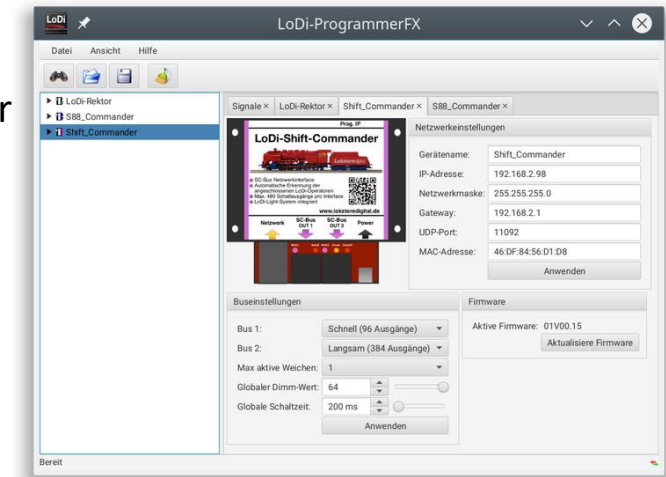 r
LoDi LoDi-ProgrammerFX
Datei Ansicht Hilfe
LoDi-Rektor
S88_Commander
Shift_Commander
Signale × LoDi-Rektor × Shift_Commander × S88_Commander ×
Prog. IP
LoDi-Shift-Commander
Lokstoredigital
SC-Bus Netzwerkinterface
Automatische Erkennung der
angeschlossenen LoDi-Operatoren
Max. 480 Schaltausgänge pro Interface
LoDi-Light-System integriert
www.lokstoredigital.de
Netzwerk SC-Bus OUT 1 SC-Bus OUT 2 Power
Netzwerkeinstellungen
Gerätename: Shift_Commander
IP-Adresse: 192.168.2.98
Netzwerkmaske: 255.255.255.0
Gateway: 192.168.2.1
UDP-Port: 11092
MAC-Adresse: 46:DF:84:56:D1:D8
Anwenden
Buseinstellungen
Bus 1: Schnell (96 Ausgänge)
Bus 2: Langsam (384 Ausgänge)
Max aktive Weichen: 1
Globaler Dimm-Wert: 64
Globale Schaltzeit: 200 ms
Anwenden
Firmware
Aktive Firmware: 01V00.15
Aktualisiere Firmware
Bereit